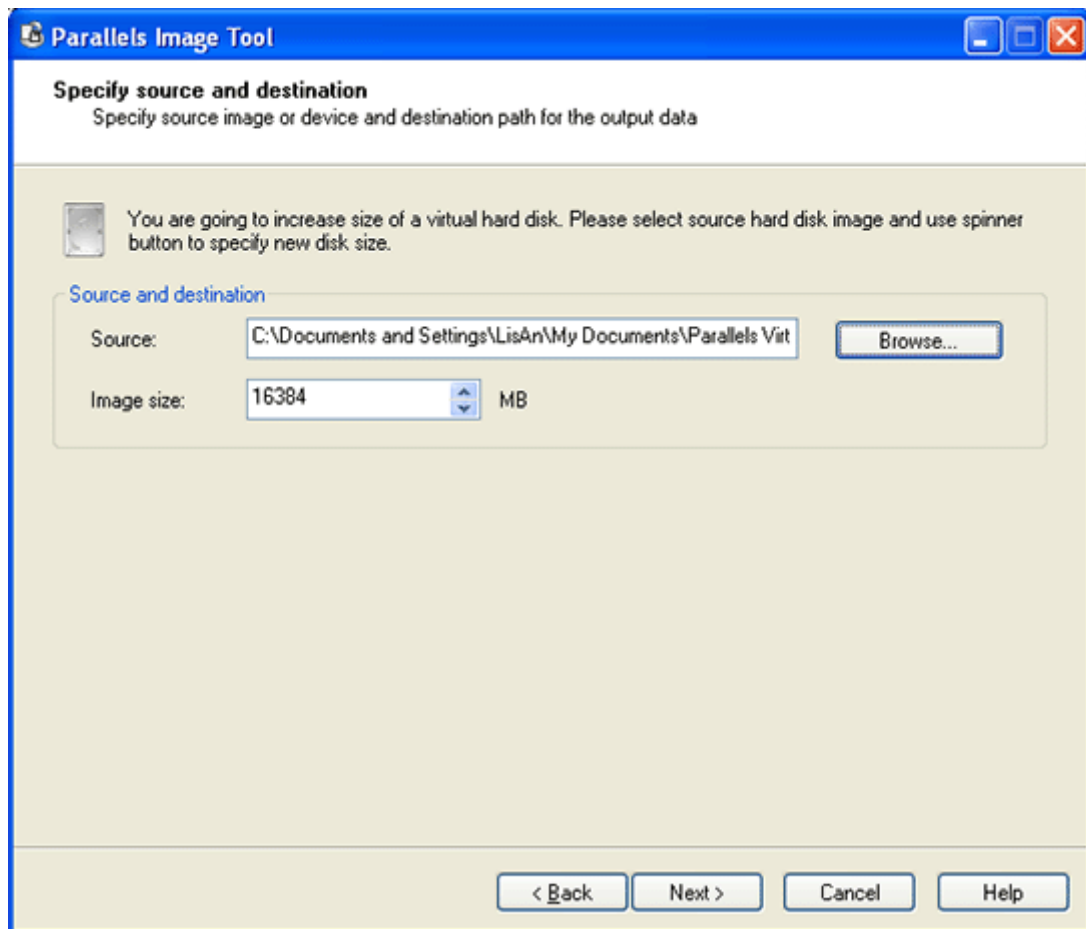 Parallels Image Tool
Specify source and destination
Specify source image or device and destination path for the output data
You are going to increase size of a virtual hard disk. Please select source hard disk image and use spinner
button to specify new disk size.
Source and destination
Source: C:\Documents and Settings\LisAn\My Documents\Parallels Virt Browse...
Image size: 16384 MB
< Back Next > Cancel Help